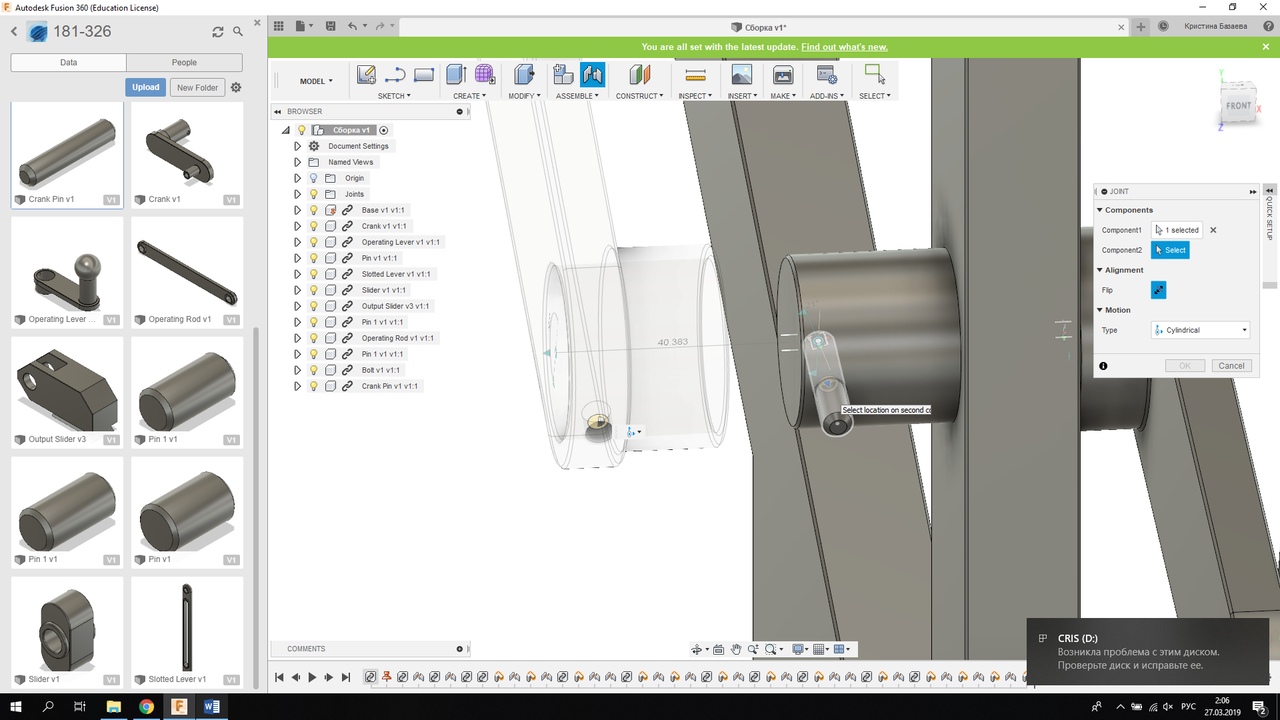 Autodesk Fusion 360 (Education License)
181-326
Data
People
Upload
New Folder
Crank Pin v1
V1
Crank v1
V1
Operating Lever ...
V1
Operating Rod v1
V1
Output Slider v3
V1
Pin 1 v1
V1
Pin 1 v1
V1
Pin v1
V1
Slider v1
V1
Slotted Lever v1
V1
Сборка v1*
Кристина Базаева
You are all set with the latest update. Find out what's new.
MODEL
SKETCH
CREATE
MODIFY
ASSEMBLE
CONSTRUCT
INSPECT
INSERT
MAKE
ADD-INS
SELECT
BROWSER
Сборка v1
Document Settings
Named Views
Origin
Joints
Base v1 v1:1
Crank v1 v1:1
Operating Lever v1 v1:1
Pin v1 v1:1
Slotted Lever v1 v1:1
Slider v1 v1:1
Output Slider v3 v1:1
Pin 1 v1 v1:1
Operating Rod v1 v1:1
Pin 1 v1 v1:1
Bolt v1 v1:1
Crank Pin v1 v1:1
40 383
Select location on second co
FRONT
X
Y
Z
JOINT
QUICK SETUP
Components
Component1
1 selected
Component2
Select
Alignment
Flip
Motion
Type
Cylindrical
OK
Cancel
COMMENTS
CRIS (D:)
Возникла проблема с этим диском.
Проверьте диск и исправьте ее.
РУС
2:06
27.03.2019
2